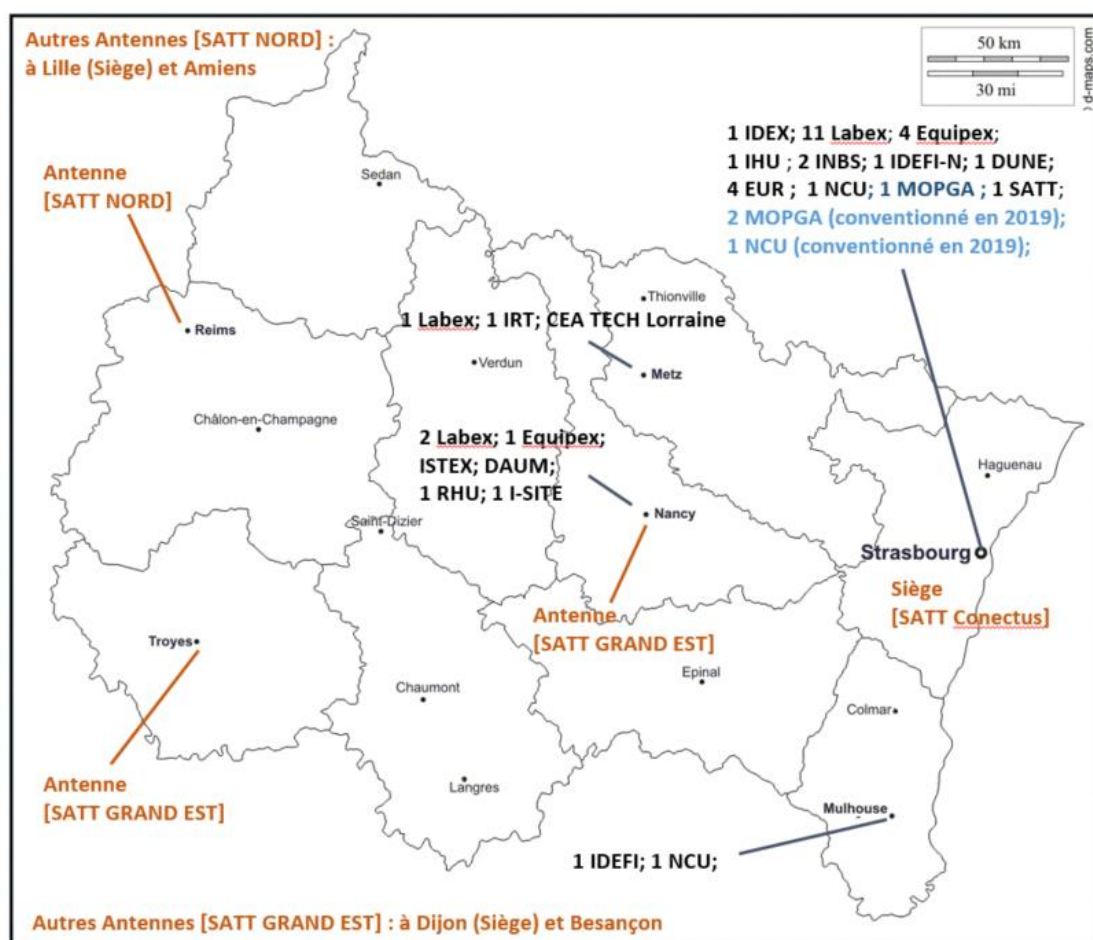 Autres Antennes [SATT NORD] :
à Lille (Siège) et Amiens
50 km
30 mi
d-maps.com
1 IDEX; 11 Labex; 4 Equipex;
1 IHU ; 2 INBS; 1 IDEFI-N; 1 DUNE;
4 EUR ; 1 NCU; 1 MOPGA ; 1 SATT;
2 MOPGA (conventionné en 2019);
1 NCU (conventionné en 2019);
Antenne
[SATT NORD]
Sedan
Thionville
1 Labex; 1 IRT; CEA TECH Lorraine
Reims
Verdun
Metz
Châlon-en-Champagne
2 Labex; 1 Equipex;
ISTEX; DAUM;
1 RHU; 1 I-SITE
Haguenau
Saint-Dizier
Nancy
Strasbourg
Siège
[SATT Conectus]
Antenne
[SATT GRAND EST]
Troyes
Epinal
Chaumont
Colmar
Antenne
[SATT GRAND EST]
Langres
Mulhouse
1 IDEFI; 1 NCU;
Autres Antennes [SATT GRAND EST] : à Dijon (Siège) et Besançon